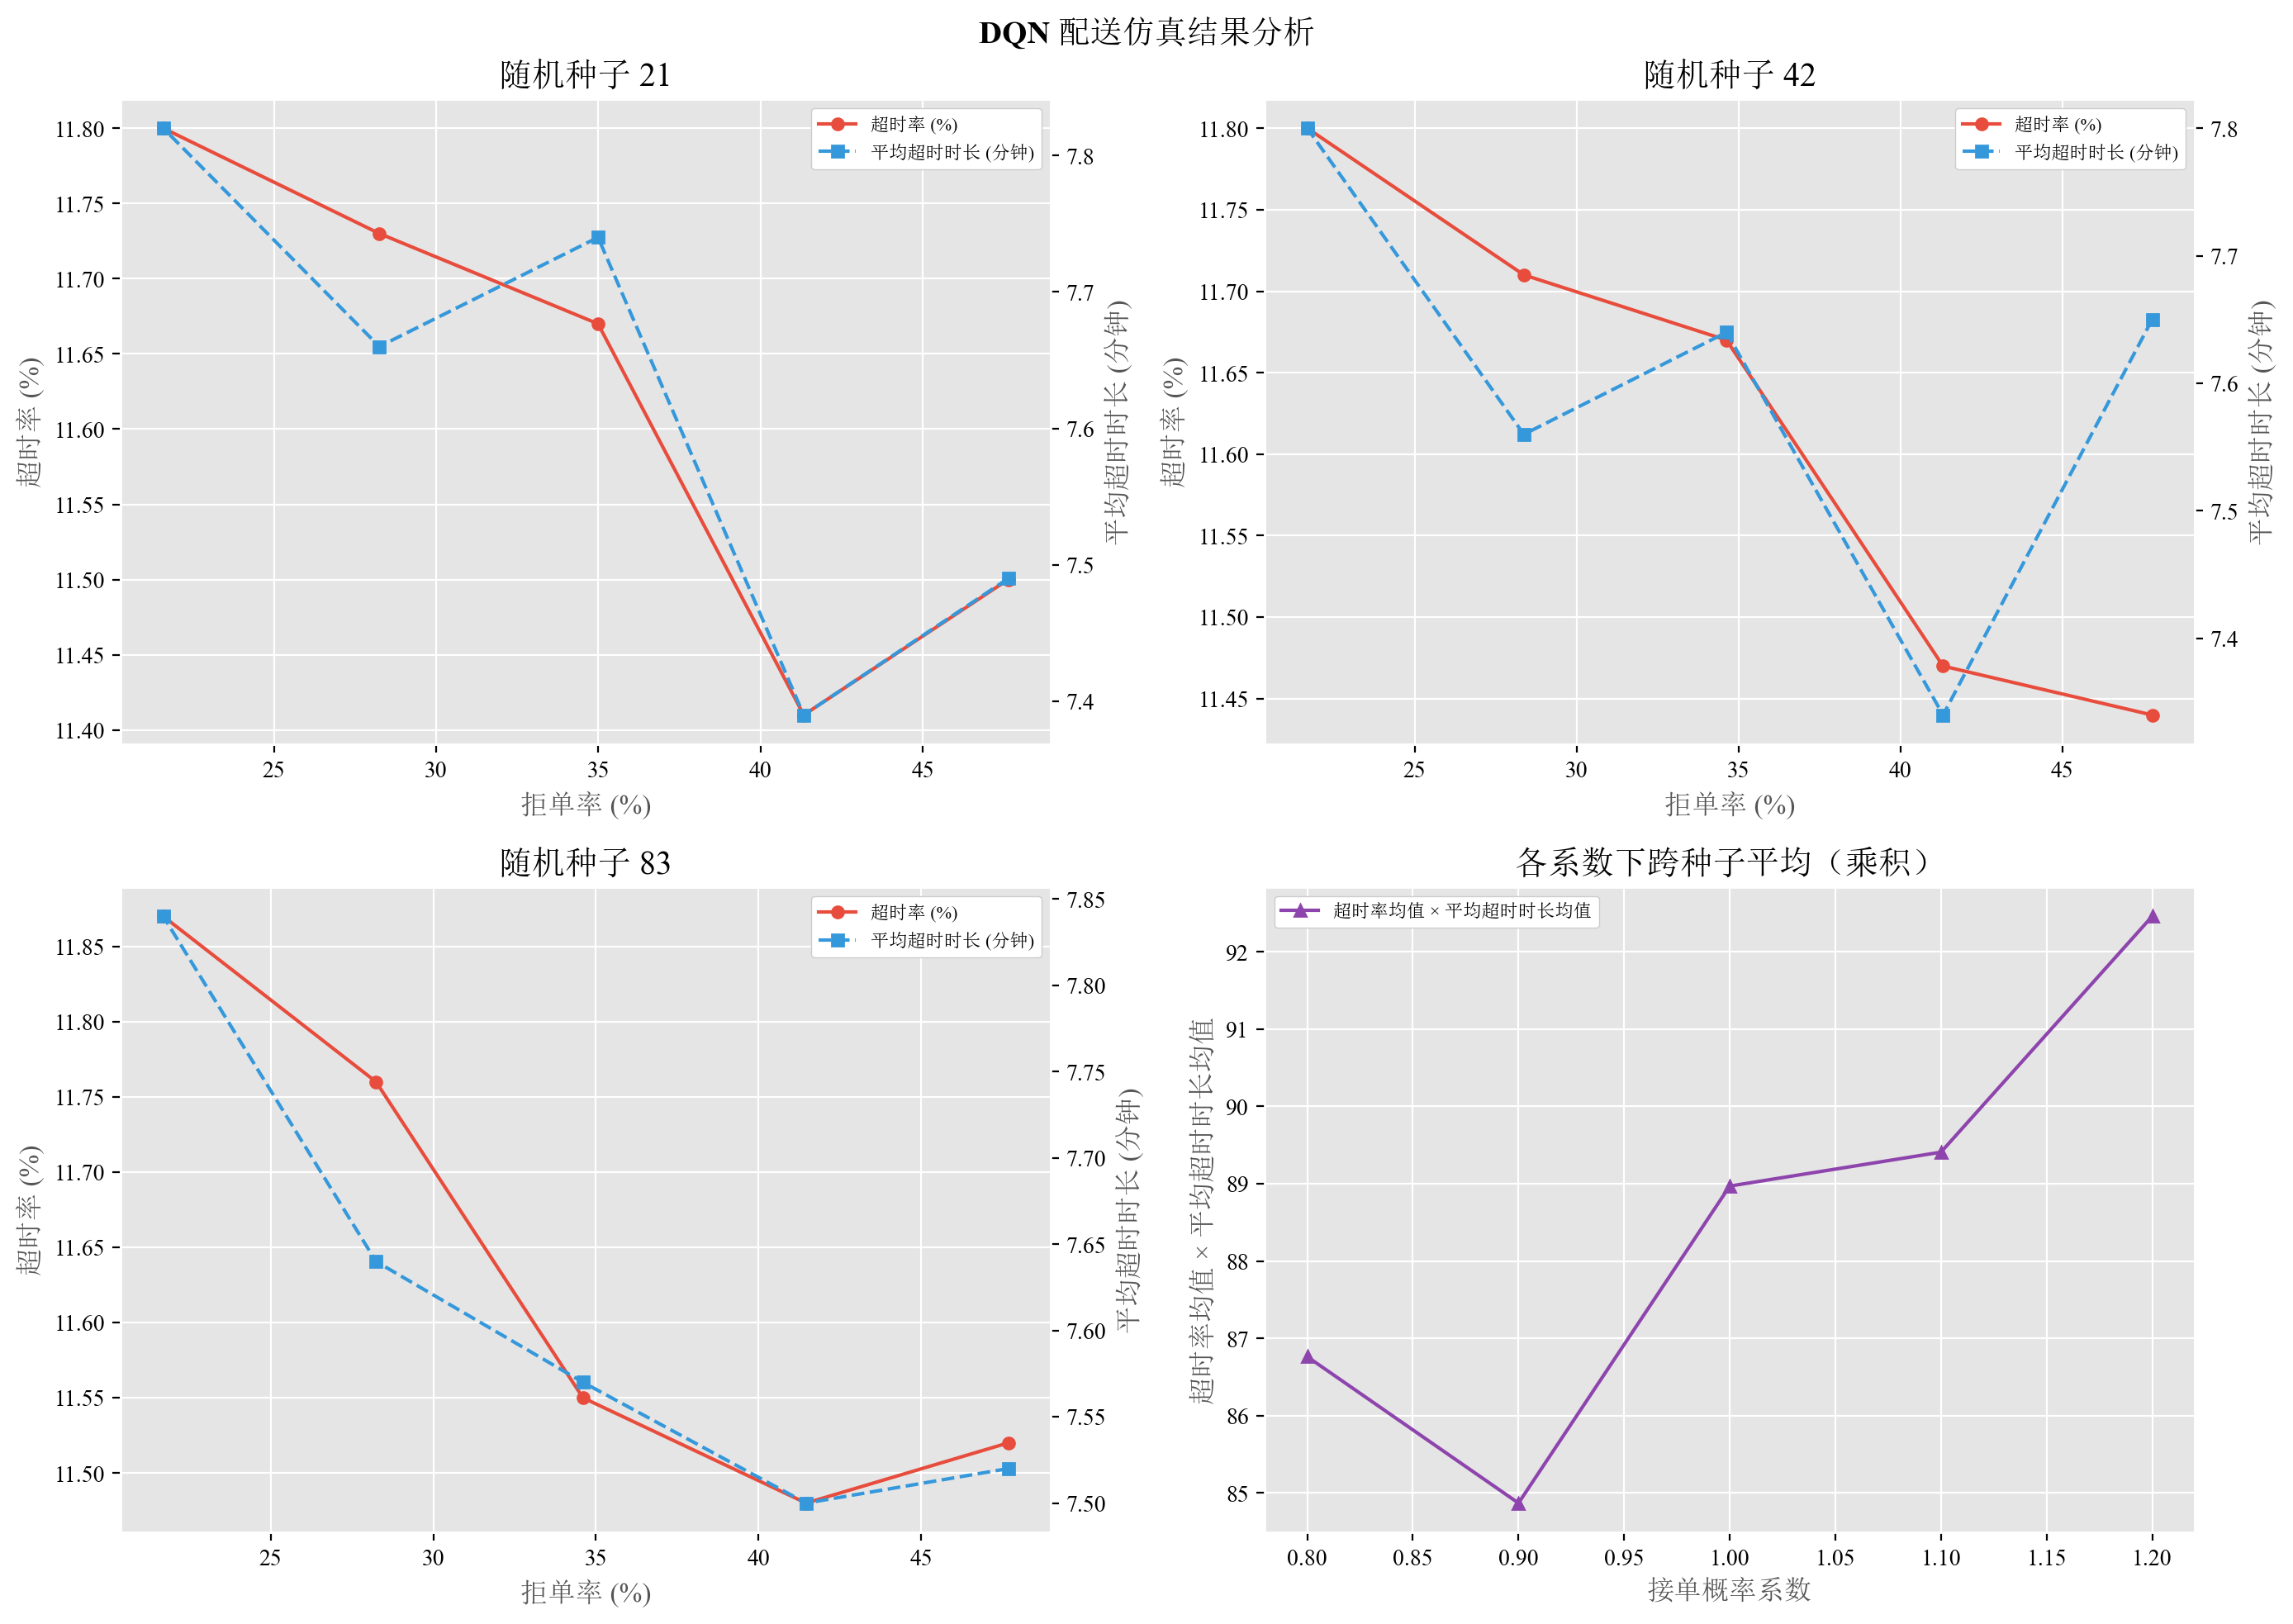 DQN 配送仿真结果分析
随机种子 21
超时率 (%)
平均超时时长 (分钟)
11.80
11.75
11.70
11.65
11.60
11.55
11.50
11.45
11.40
超时率 (%)
7.8
7.7
7.6
7.5
7.4
平均超时时长 (分钟)
25 30 35 40 45
拒单率 (%)
随机种子 42
超时率 (%)
平均超时时长 (分钟)
11.80
11.75
11.70
11.65
11.60
11.55
11.50
11.45
超时率 (%)
7.8
7.7
7.6
7.5
7.4
平均超时时长 (分钟)
25 30 35 40 45
拒单率 (%)
随机种子 83
超时率 (%)
平均超时时长 (分钟)
11.85
11.80
11.75
11.70
11.65
11.60
11.55
11.50
超时率 (%)
7.85
7.80
7.75
7.70
7.65
7.60
7.55
7.50
平均超时时长 (分钟)
25 30 35 40 45
拒单率 (%)
各系数下跨种子平均（乘积）
超时率均值 × 平均超时时长均值
92
91
90
89
88
87
86
85
超时率均值 × 平均超时时长均值
0.80 0.85 0.90 0.95 1.00 1.05 1.10 1.15 1.20
接单概率系数